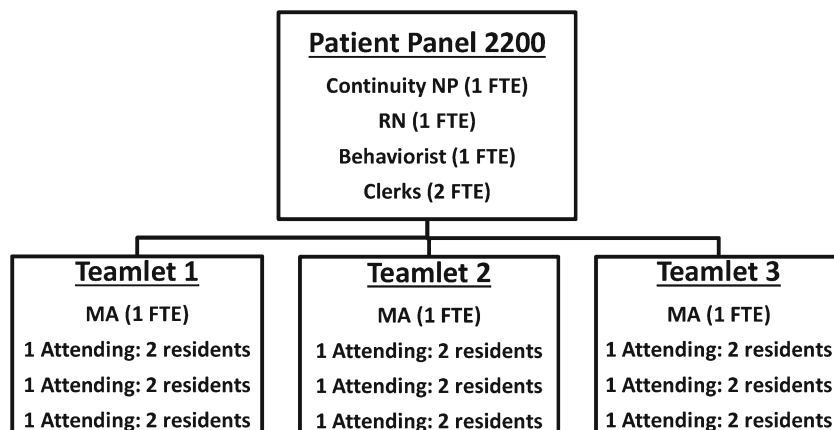 Patient Panel 2200
Continuity NP (1 FTE)
RN (1 FTE)
Behaviorist (1 FTE)
Clerks (2 FTE)
Teamlet 1
MA (1 FTE)
1 Attending: 2 residents
1 Attending: 2 residents
1 Attending: 2 residents
Teamlet 2
MA (1 FTE)
1 Attending: 2 residents
1 Attending: 2 residents
1 Attending: 2 residents
Teamlet 3
MA (1 FTE)
1 Attending: 2 residents
1 Attending: 2 residents
1 Attending: 2 residents